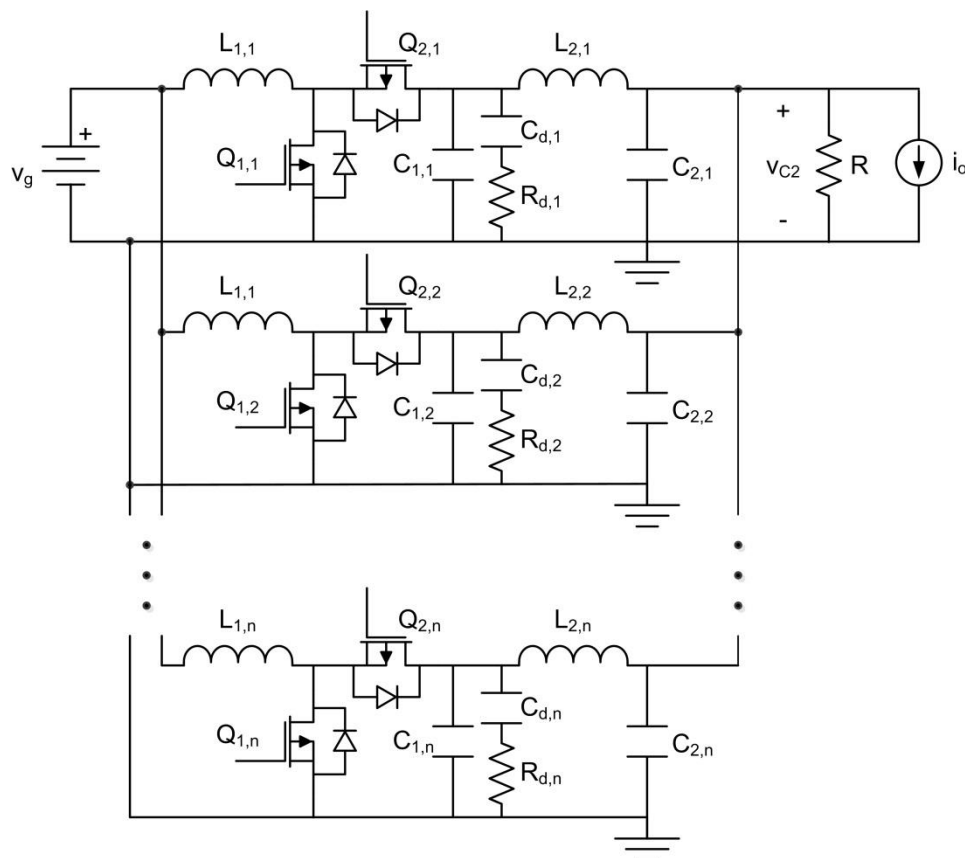 L1,1
Q2,1
L2,1
+
vg
Q1,1
C1,1
Cd,1
Rd,1
C2,1
+
vC2
-
R
io
L1,1
Q2,2
L2,2
Q1,2
C1,2
Cd,2
Rd,2
C2,2
L1,n
Q2,n
L2,n
Q1,n
C1,n
Cd,n
Rd,n
C2,n